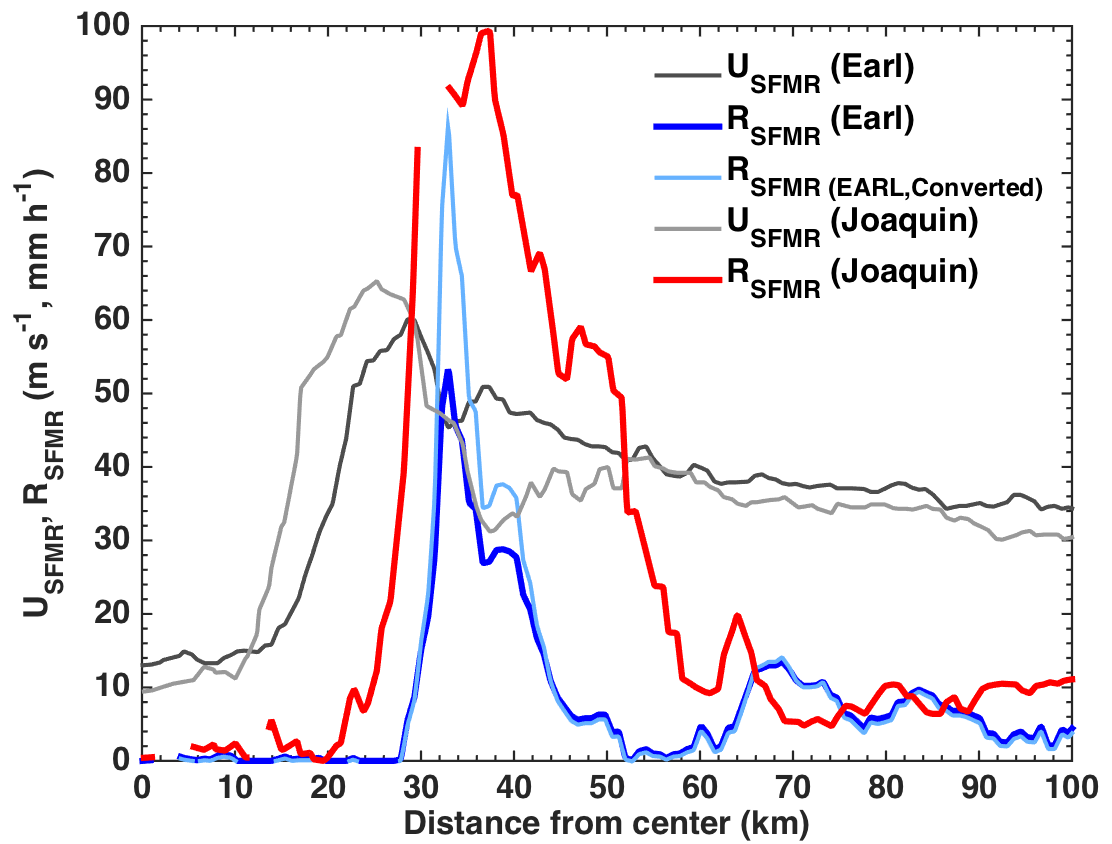 100
90
80
70
60
50
40
30
20
10
0
U_SFMR, R_SFMR (m s^-1, mm h^-1)
U_SFMR (Earl)
R_SFMR (Earl)
R_SFMR (EARL,Converted)
U_SFMR (Joaquin)
R_SFMR (Joaquin)
0 10 20 30 40 50 60 70 80 90 100
Distance from center (km)